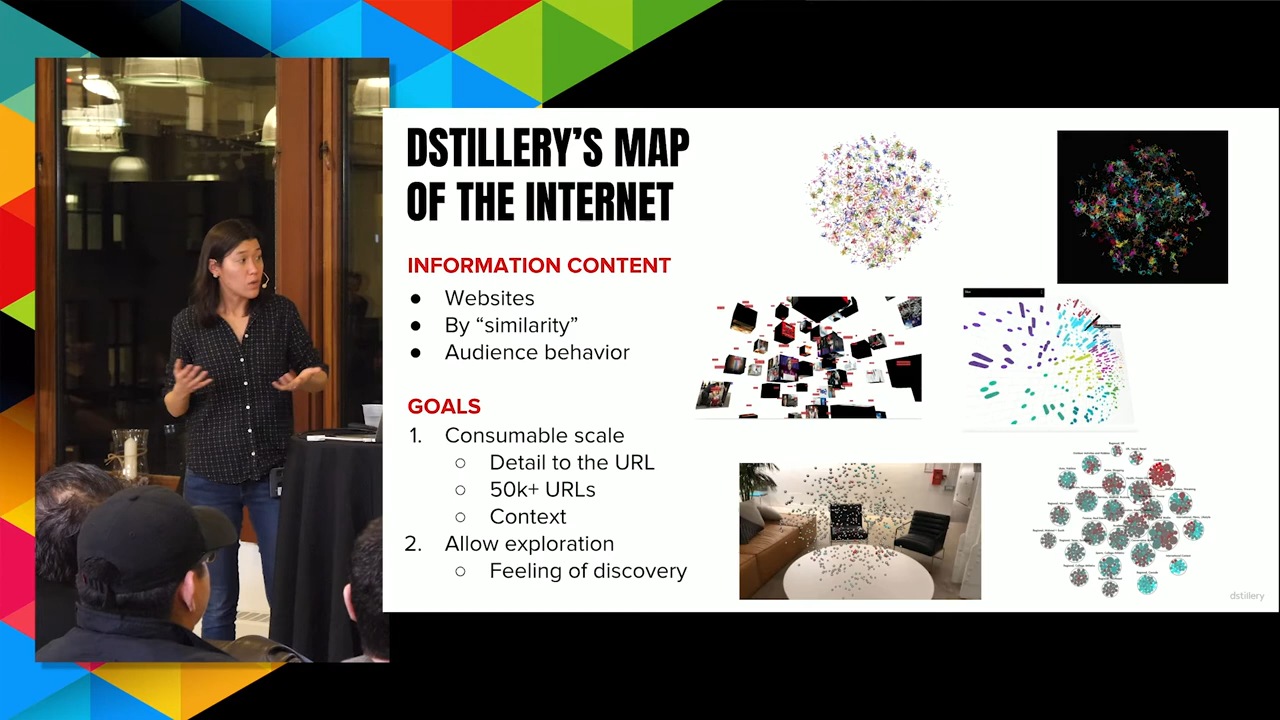 DSTILLERY'S MAP
OF THE INTERNET
INFORMATION CONTENT
● Websites
● By “similarity”
● Audience behavior
GOALS
1. Consumable scale
○ Detail to the URL
○ 50k+ URLs
○ Context
2. Allow exploration
○ Feeling of discovery
dstillery